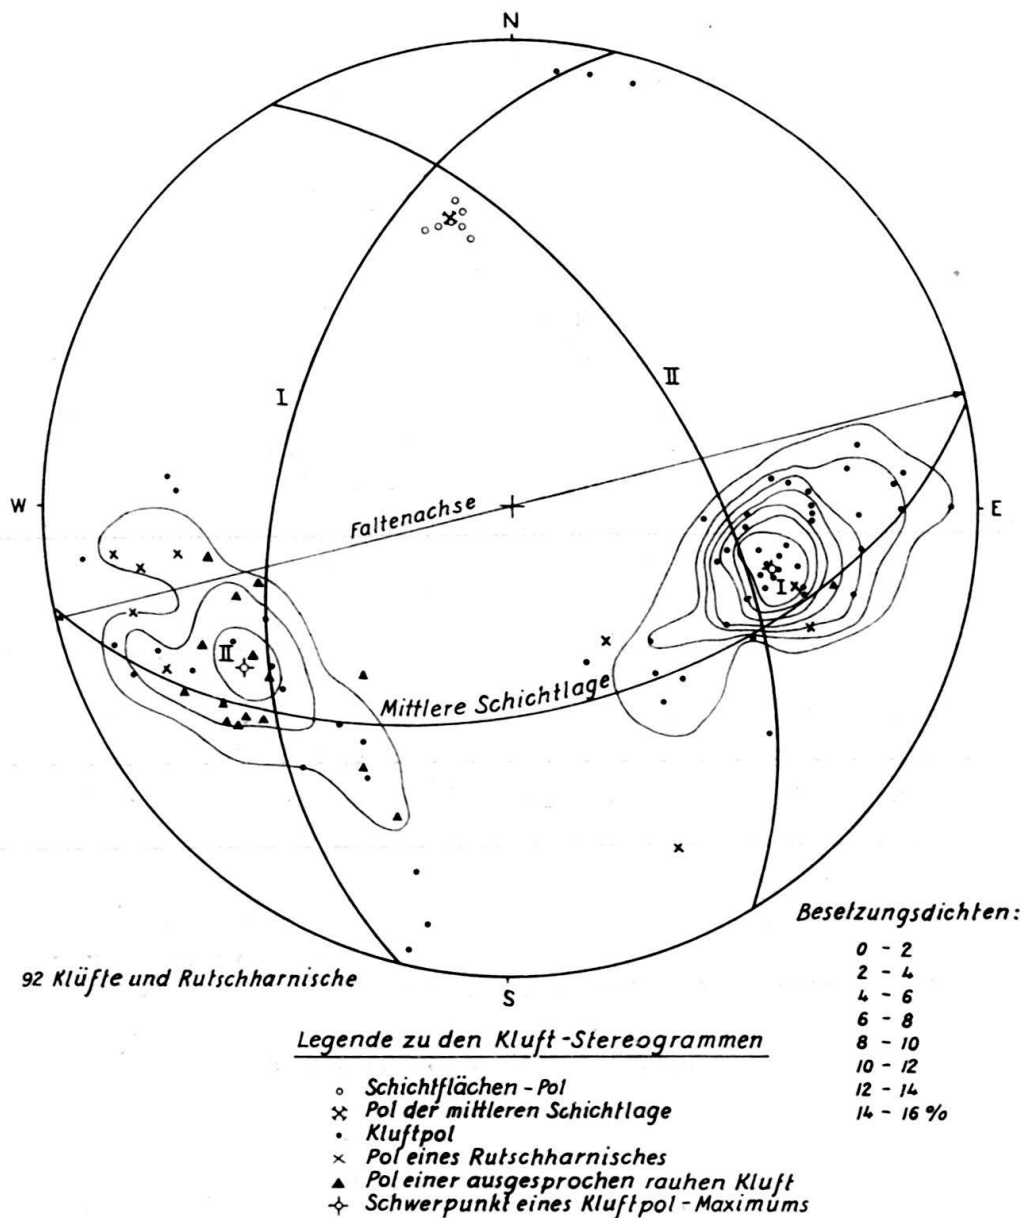 N
II
I
W
E
Faltenachse
I
II
Mittlere Schichtlage
S
92 Klüfte und Rutschharnische
Besetzungsdichten:
0 - 2
2 - 4
4 - 6
6 - 8
8 - 10
10 - 12
12 - 14
14 - 16 %
Legende zu den Kluft-Stereogrammen
Schichtflächen-Pol
Pol der mittleren Schichtlage
Kluftpol
Pol eines Rutschharnisches
Pol einer ausgesprochen rauhen Kluft
Schwerpunkt eines Kluftpol-Maximums